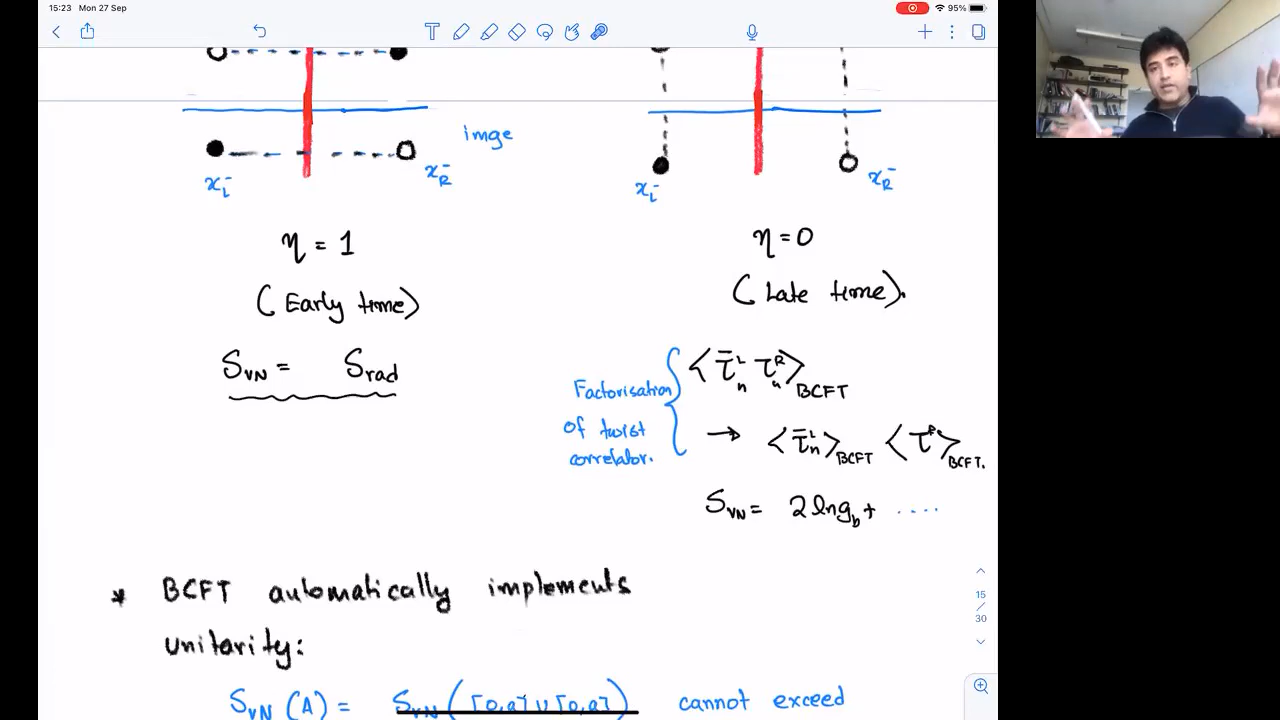 15:23 Mon 27 Sep
95%
imge
x_L^-
x_R^-
x_L^-
x_R^-
η = 1
η = 0
(Early time)
(Late time).
S_VN = S_rad
Factorisation
of twist
correlator.
⟨ τ̄_n^L τ_n^R ⟩_BCFT
→ ⟨ τ̄_n^L ⟩_BCFT ⟨ τ^R ⟩_BCFT.
S_VN = 2 ln g_b + ....
* BCFT automatically implements
unitarity:
S_VN (A) = S_VN ( [0,a] ∪ [0,a] ) cannot exceed
15
/
30